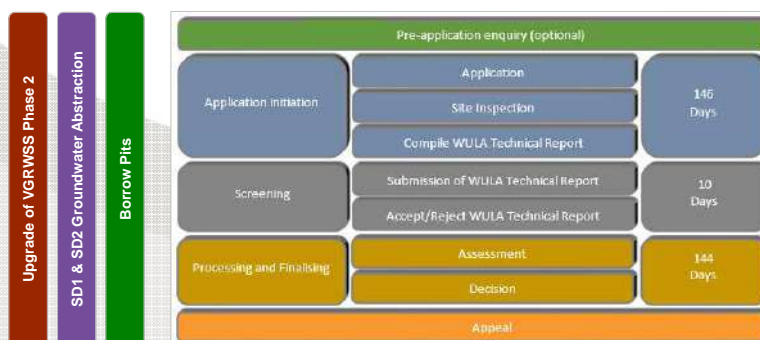 Upgrade of VGRWSS Phase 2
SD1 & SD2 Groundwater Abstraction
Borrow Pits
Pre-application enquiry (optional)
Application Initiation
Application
Site Inspection
Compile WULA Technical Report
146
Days
Screening
Submission of WULA Technical Report
Accept/Reject WULA Technical Report
10
Days
Processing and Finalising
Assessment
Decision
144
Days
Appeal